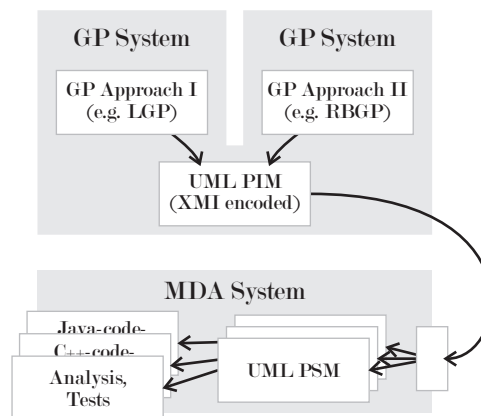 GP System
GP System
GP Approach I
(e.g. LGP)
GP Approach II
(e.g. RBGP)
UML PIM
(XMI encoded)
MDA System
Java-code-
C++-code-
Analysis,
Tests
UML PSM